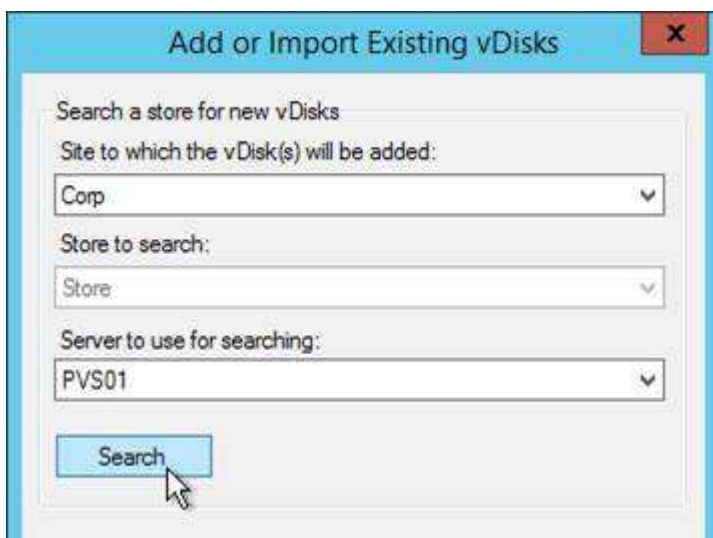 Add or Import Existing vDisks
x
Search a store for new vDisks
Site to which the vDisk(s) will be added:
Corp
Store to search:
Store
Server to use for searching:
PVS01
Search